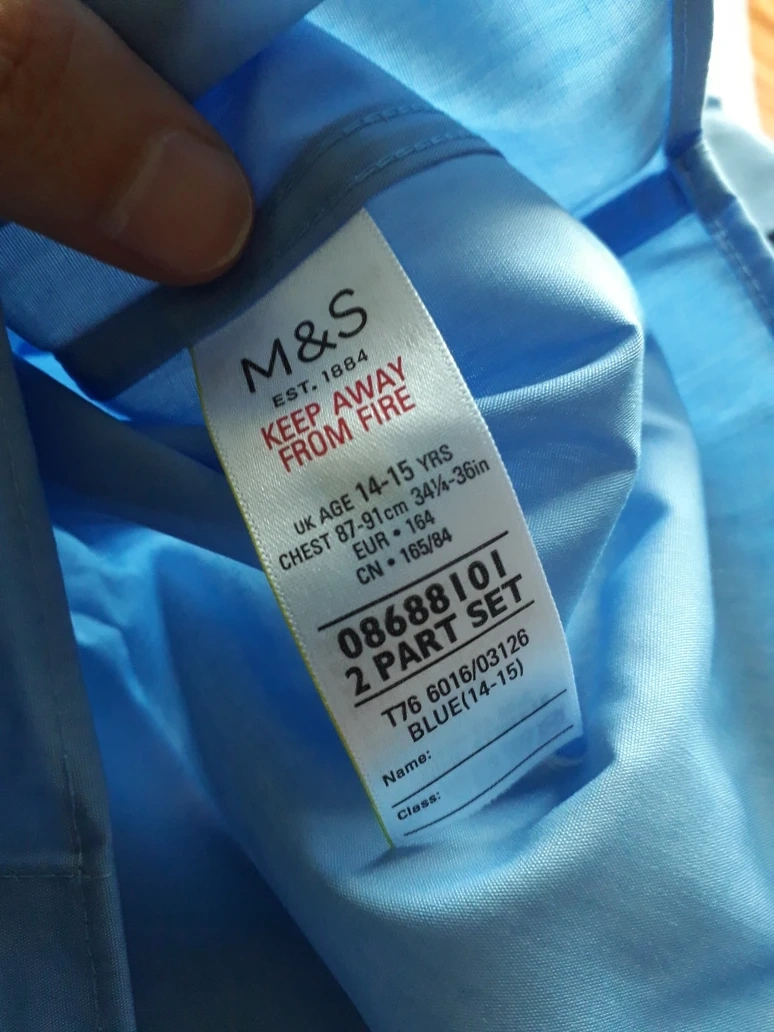 M&S
EST. 1884
KEEP AWAY
FROM FIRE
UK AGE 14-15 YRS
CHEST 87-91cm 34¼-36in
EUR • 164
CN • 165/84
08688101
2 PART SET
T76 6016/03126
BLUE(14-15)
Name:
Class: